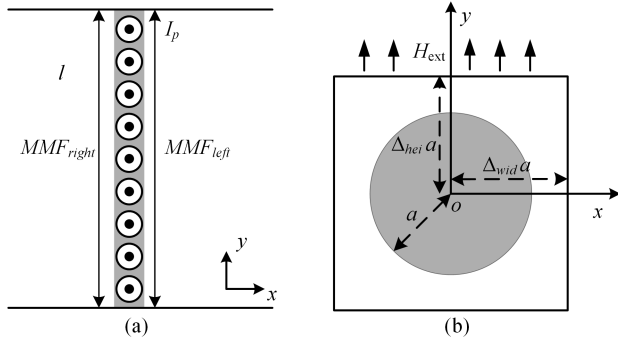 I_p
l
MMF_right
MMF_left
y
x
(a)
y
H_ext
Δ_hei a
Δ_wid a
a
o
x
(b)